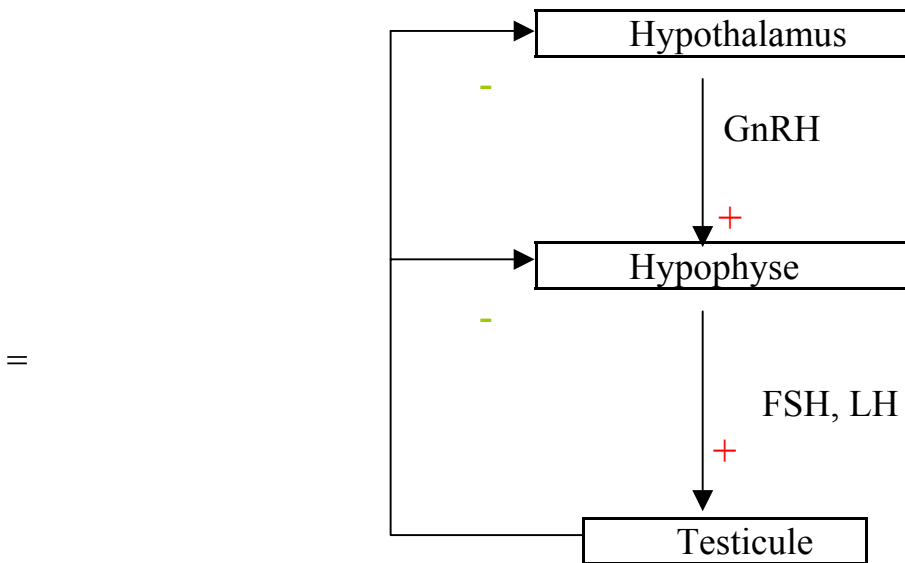 Hypothalamus
-
GnRH
+
Hypophyse
-
=
FSH, LH
+
Testicule